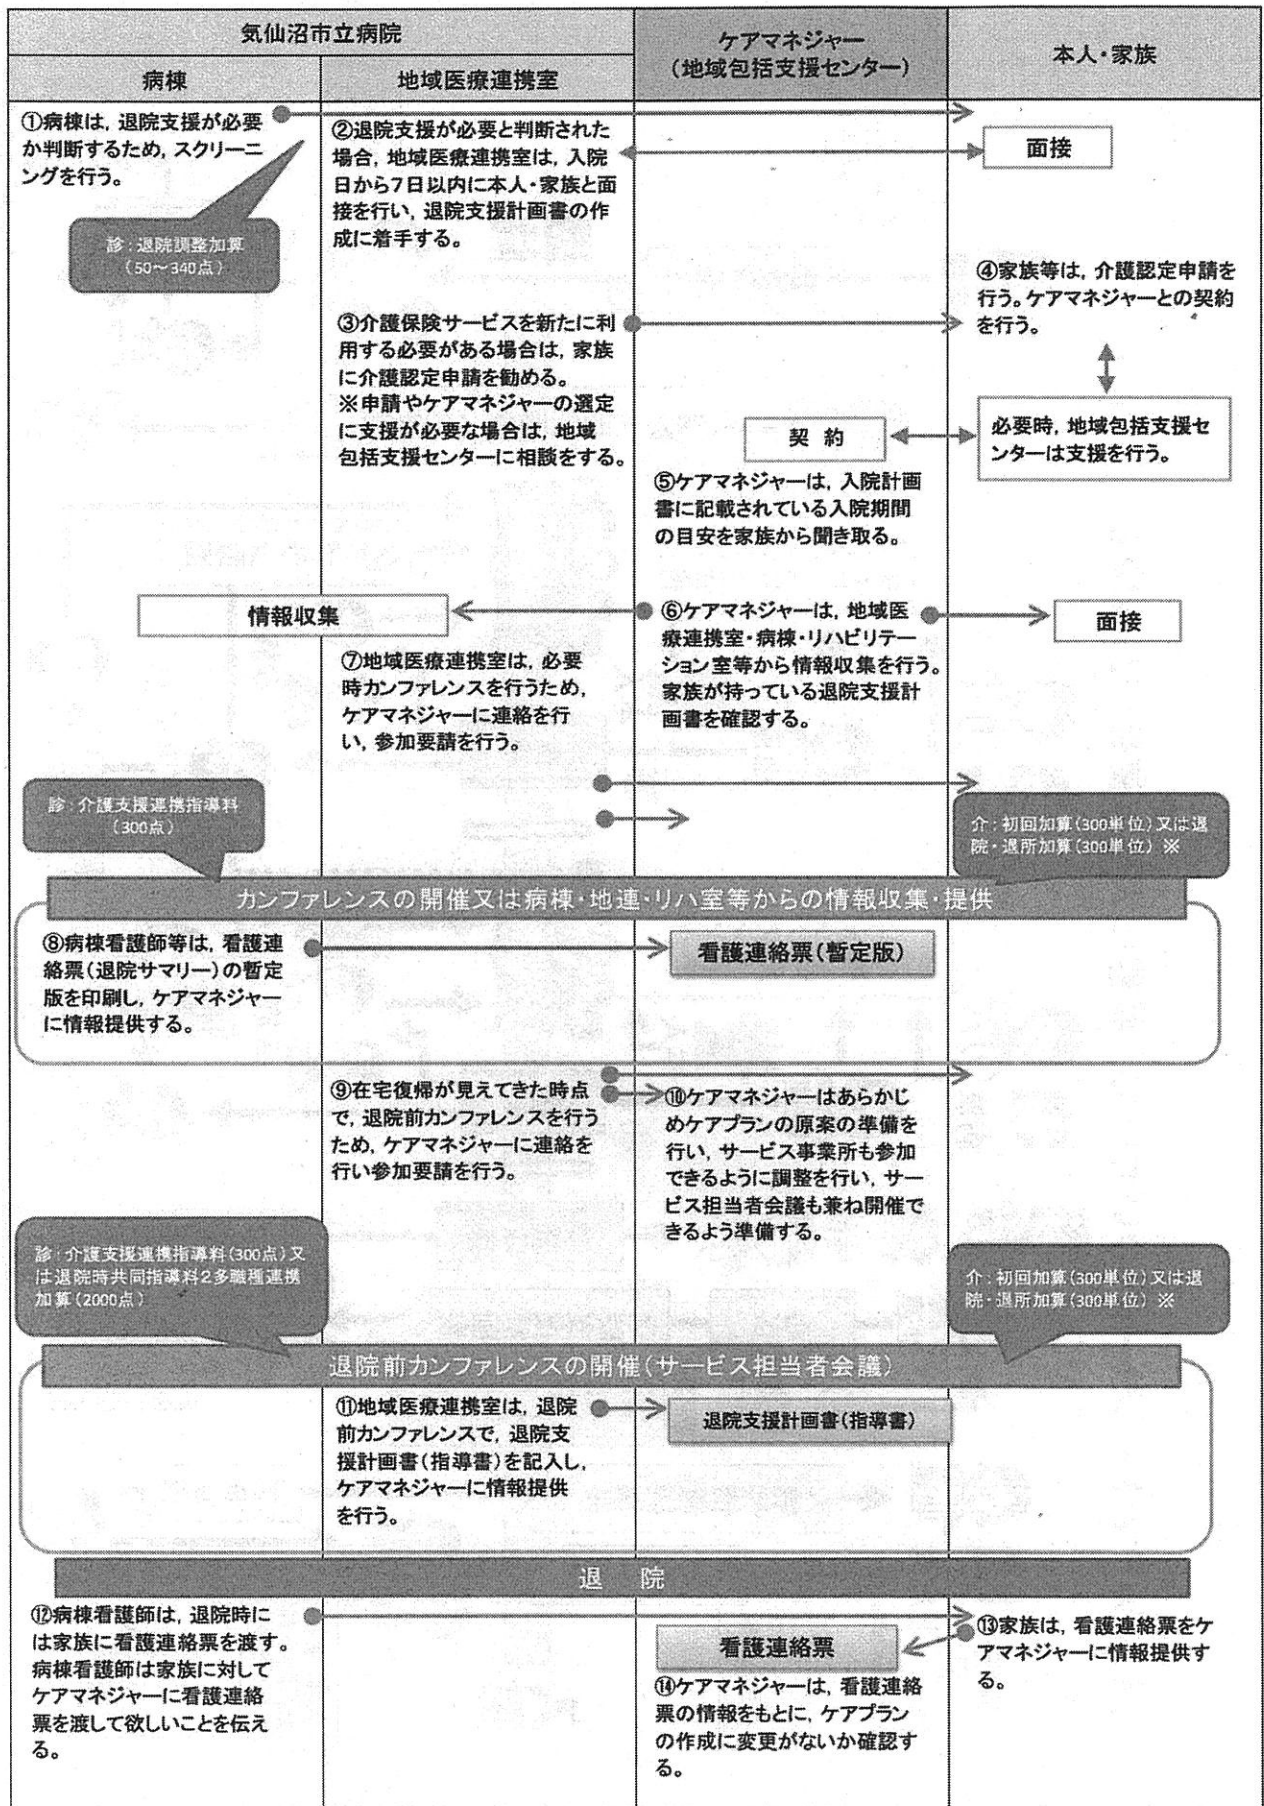 気仙沼市立病院
ケアマネジャー
（地域包括支援センター）
本人・家族
病棟
地域医療連携室
①病棟は，退院支援が必要
か判断するため，スクリーニ
ングを行う。
診：退院調整加算
（50～340点）
②退院支援が必要と判断された
場合，地域医療連携室は，入院
日から７日以内に本人・家族と面
接を行い，退院支援計画書の作
成に着手する。
面接
③介護保険サービスを新たに利
用する必要がある場合は，家族
に介護認定申請を勧める。
※申請やケアマネジャーの選定
に支援が必要な場合は，地域
包括支援センターに相談をする。
④家族等は，介護認定申請を
行う。ケアマネジャーとの契約
を行う。
契 約
必要時，地域包括支援セ
ンターは支援を行う。
⑤ケアマネジャーは，入院計画
書に記載されている入院期間
の目安を家族から聞き取る。
情報収集
⑥ケアマネジャーは，地域医
療連携室・病棟・リハビリテー
ション室等から情報収集を行う。
家族が持っている退院支援計
画書を確認する。
面接
⑦地域医療連携室は，必要
時カンファレンスを行うため，
ケアマネジャーに連絡を行
い，参加要請を行う。
診：介護支援連携指導料
（300点）
介：初回加算（300単位）又は退
院・退所加算（300単位）※
カンファレンスの開催又は病棟・地連・リハ室等からの情報収集・提供
⑧病棟看護師等は，看護連
絡票（退院サマリー）の暫定
版を印刷し，ケアマネジャー
に情報提供する。
看護連絡票（暫定版）
⑨在宅復帰が見えてきた時点
で，退院前カンファレンスを行う
ため，ケアマネジャーに連絡を
行い参加要請を行う。
⑩ケアマネジャーはあらかじ
めケアプランの原案の準備を
行い，サービス事業所も参加
できるように調整を行い，サー
ビス担当者会議も兼ね開催で
きるよう準備する。
診：介護支援連携指導料（300点）又
は退院時共同指導料２多職種連携
加算（2000点）
介：初回加算（300単位）又は退
院・退所加算（300単位）※
退院前カンファレンスの開催（サービス担当者会議）
⑪地域医療連携室は，退院
前カンファレンスで，退院支
援計画書（指導書）を記入し，
ケアマネジャーに情報提供
を行う。
退院支援計画書（指導書）
退 院
⑫病棟看護師は，退院時に
は家族に看護連絡票を渡す。
病棟看護師は家族に対して
ケアマネジャーに看護連絡
票を渡して欲しいことを伝え
る。
看護連絡票
⑬家族は，看護連絡票をケ
アマネジャーに情報提供す
る。
⑭ケアマネジャーは，看護連絡
票の情報をもとに，ケアプラン
の作成に変更がないか確認す
る。